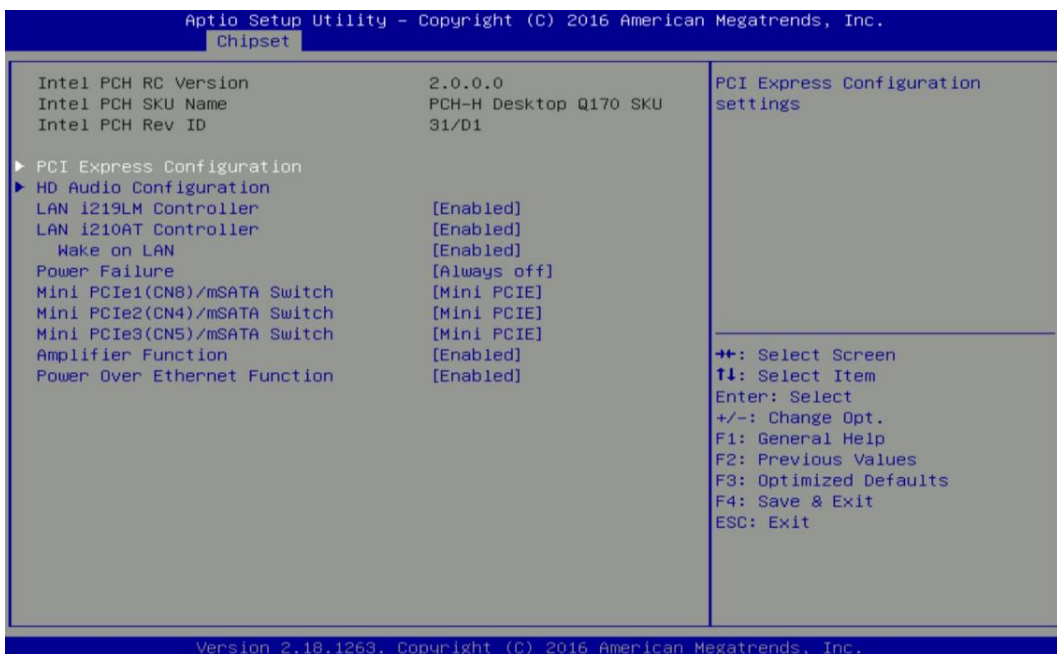 Aptio Setup Utility – Copyright (C) 2016 American Megatrends, Inc.
Chipset
Intel PCH RC Version 2.0.0.0
Intel PCH SKU Name PCH-H Desktop Q170 SKU
Intel PCH Rev ID 31/D1
► PCI Express Configuration
► HD Audio Configuration
LAN i219LM Controller [Enabled]
LAN i210AT Controller [Enabled]
Wake on LAN [Enabled]
Power Failure [Always off]
Mini PCIe1(CN8)/mSATA Switch [Mini PCIE]
Mini PCIe2(CN4)/mSATA Switch [Mini PCIE]
Mini PCIe3(CN5)/mSATA Switch [Mini PCIE]
Amplifier Function [Enabled]
Power Over Ethernet Function [Enabled]
PCI Express Configuration
settings
→←: Select Screen
↑↓: Select Item
Enter: Select
+/-: Change Opt.
F1: General Help
F2: Previous Values
F3: Optimized Defaults
F4: Save & Exit
ESC: Exit
Version 2.18.1263. Copyright (C) 2016 American Megatrends, Inc.